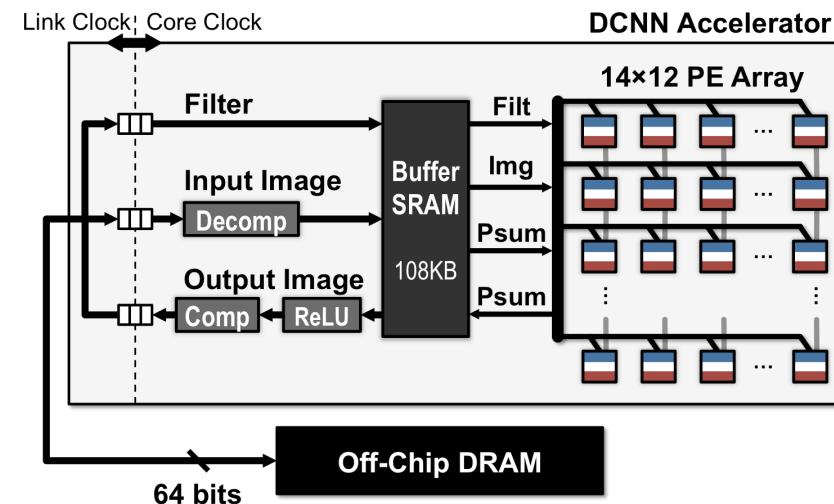 Link Clock Core Clock
DCNN Accelerator
14×12 PE Array
Filter
Filt
Input Image
Buffer
SRAM
Img
Decomp
Psum
Output Image
108KB
Psum
Comp
ReLU
...
...
...
...
Off-Chip DRAM
64 bits